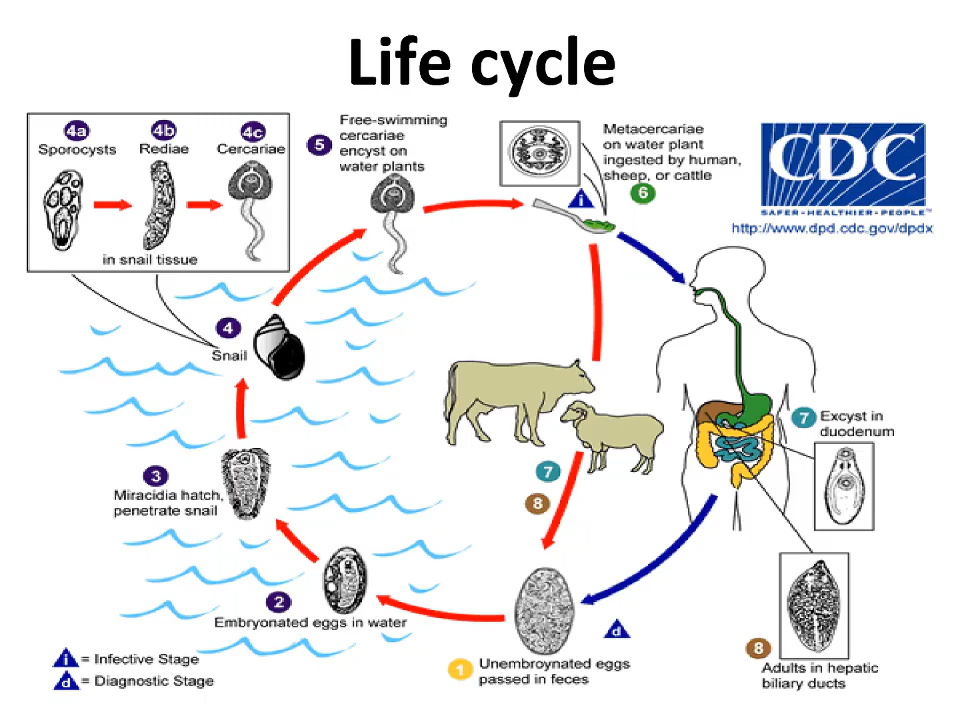 Life cycle
4a
4b
4c
Sporocysts
Rediae
Cercariae
in snail tissue
5
Free-swimming
cercariae
encyst on
water plants
Metacercariae
on water plant
ingested by human,
sheep, or cattle
6
i
CDC
SAFER·HEALTHIER·PEOPLE™
http://www.dpd.cdc.gov/dpdx
4
Snail
7
Excyst in
duodenum
3
Miracidia hatch,
penetrate snail
7
8
2
Embryonated eggs in water
d
1
Unembroynated eggs
passed in feces
8
Adults in hepatic
biliary ducts
i = Infective Stage
d = Diagnostic Stage